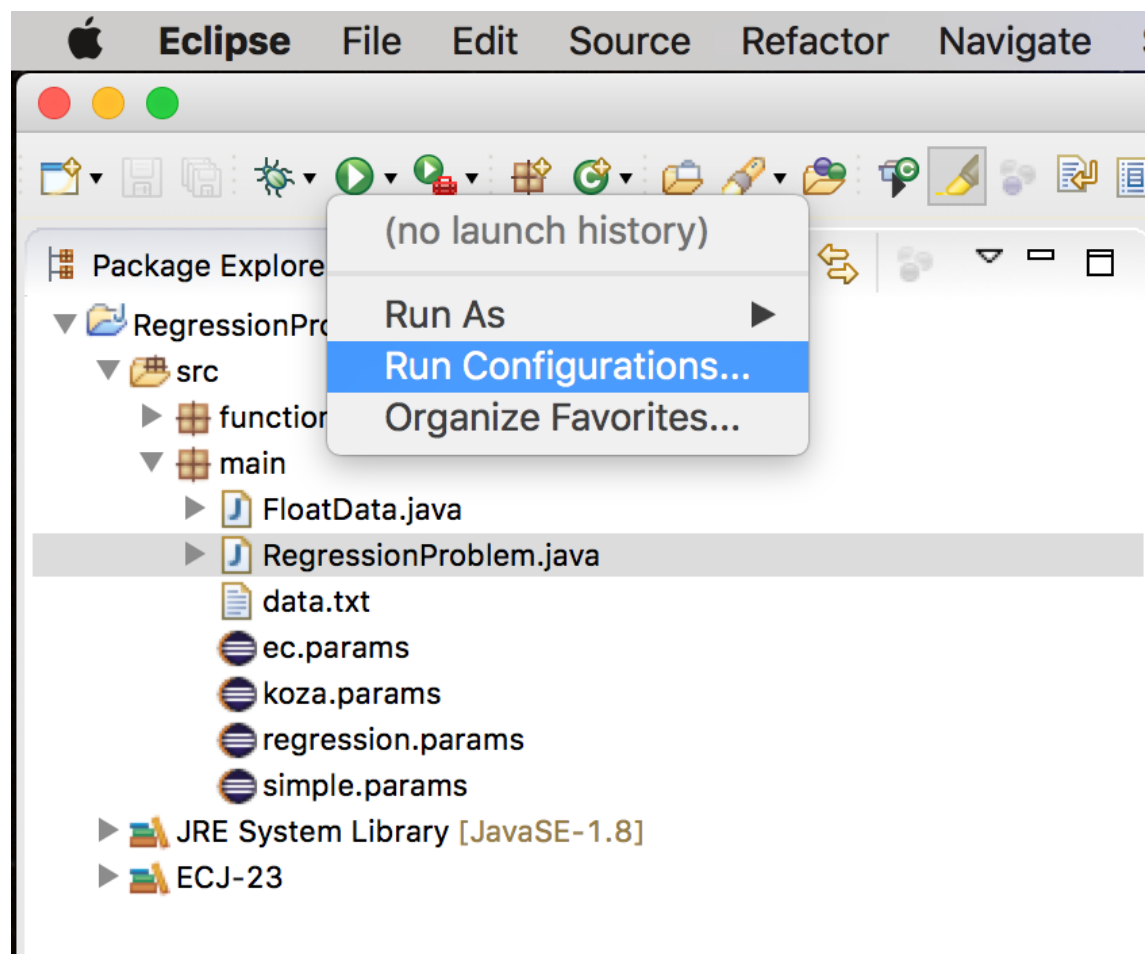 Eclipse File Edit Source Refactor Navigate
(no launch history)
Package Explore
Run As
RegressionPro
Run Configurations...
src
Organize Favorites...
function
main
FloatData.java
RegressionProblem.java
data.txt
ec.params
koza.params
regression.params
simple.params
JRE System Library [JavaSE-1.8]
ECJ-23